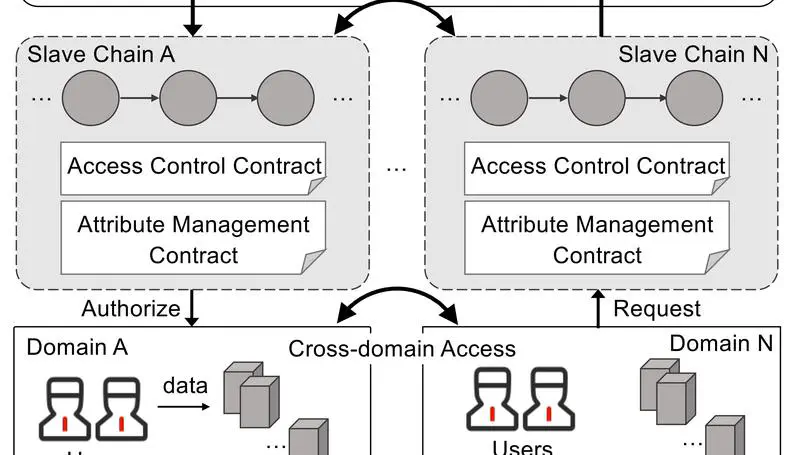 Slave Chain A
Slave Chain N
... ...
... ...
Access Control Contract
Access Control Contract
...
Attribute Management
Contract
Attribute Management
Contract
Authorize
Request
Domain A
Cross-domain Access
Domain N
data
...
...
Users